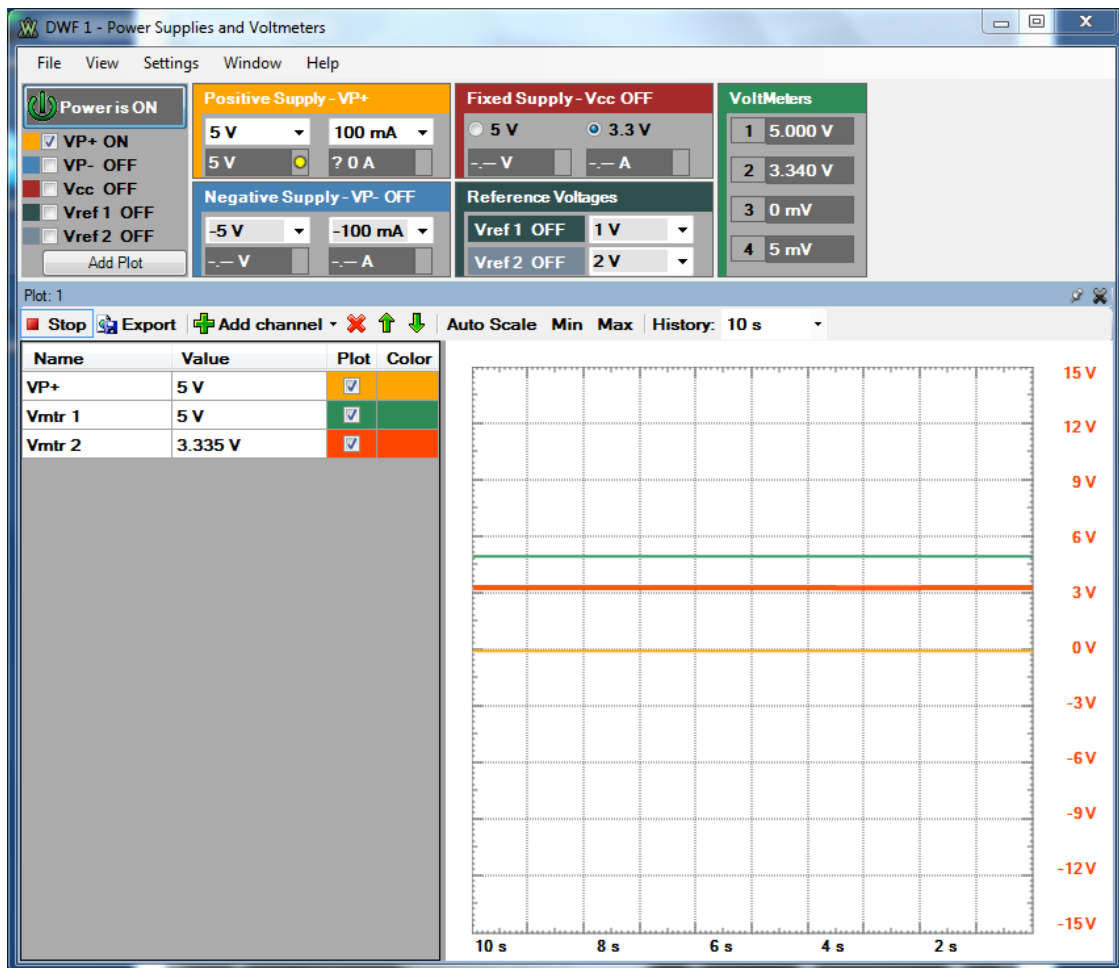 DWF 1 - Power Supplies and Voltmeters
File View Settings Window Help
Power is ON
VP+ ON
VP- OFF
Vcc OFF
Vref 1 OFF
Vref 2 OFF
Add Plot
Positive Supply - VP+
5 V 100 mA
5 V ? 0 A
Negative Supply - VP- OFF
-5 V -100 mA
-.-- V -.-- A
Fixed Supply - Vcc OFF
5 V 3.3 V
-.-- V -.-- A
Reference Voltages
Vref 1 OFF 1 V
Vref 2 OFF 2 V
VoltMeters
1 5.000 V
2 3.340 V
3 0 mV
4 5 mV
Plot: 1
Stop Export Add channel Auto Scale Min Max History: 10 s
Name Value Plot Color
VP+ 5 V
Vmtr 1 5 V
Vmtr 2 3.335 V
15 V
12 V
9 V
6 V
3 V
0 V
-3 V
-6 V
-9 V
-12 V
-15 V
10 s 8 s 6 s 4 s 2 s